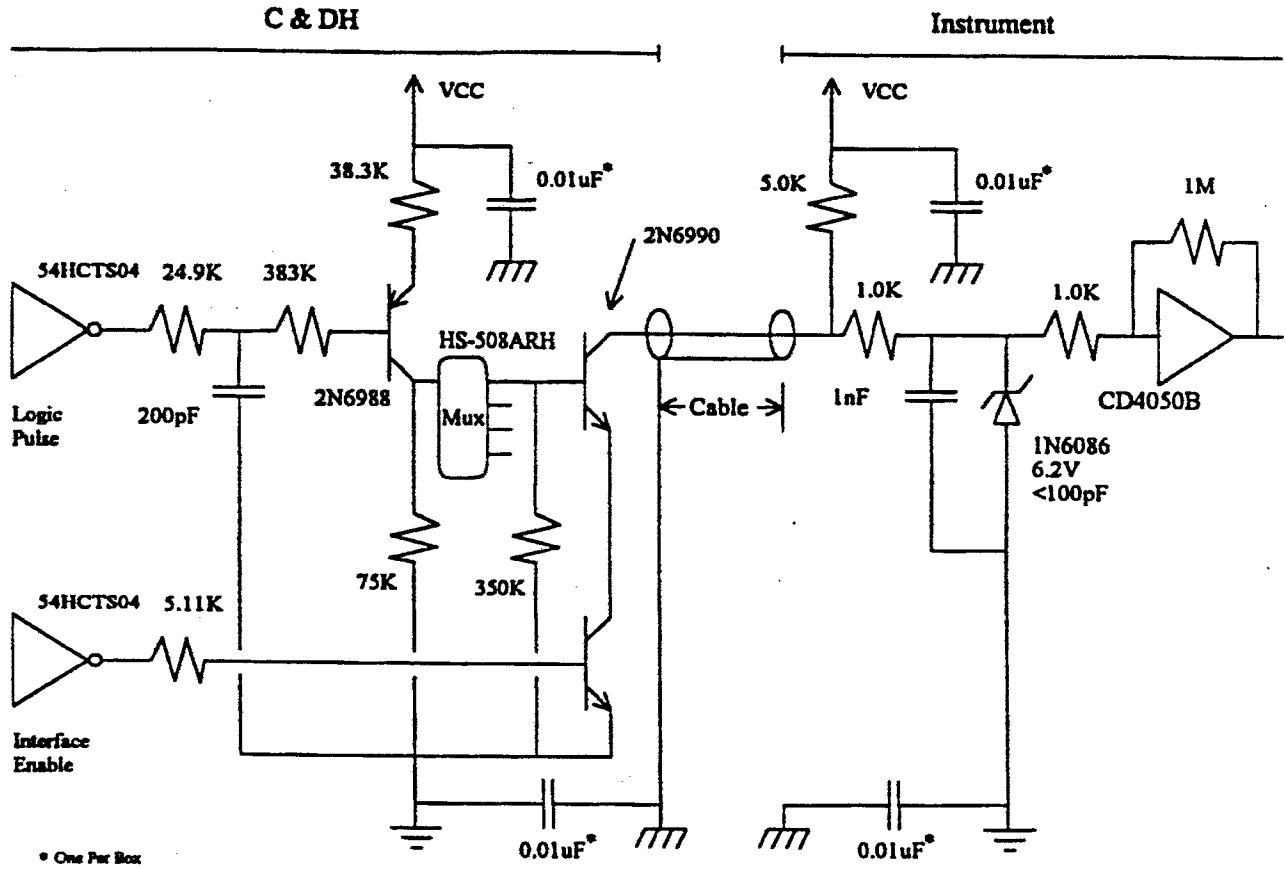 C & DH
Instrument
VCC
VCC
38.3K
0.01uF*
5.0K
0.01uF*
1M
2N6990
54HCTS04
24.9K
383K
1.0K
1.0K
HS-508ARH
Logic
Pulse
200pF
2N6988
Mux
Cable
1nF
CD4050B
1N6086
6.2V
<100pF
75K
350K
54HCTS04
5.11K
Interface
Enable
0.01uF*
0.01uF*
* One Per Box